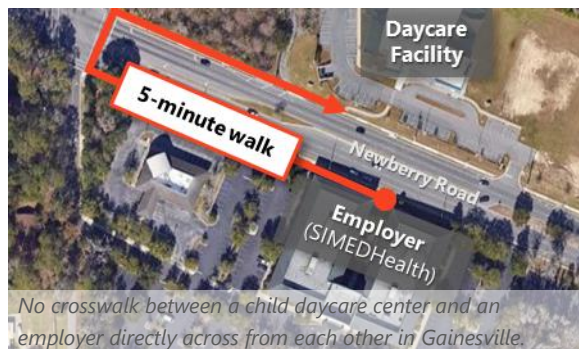 Daycare
Facility
5-minute walk
Newberry Road
Employer
(SIMEDHealth)
No crosswalk between a child daycare center and an
employer directly across from each other in Gainesville.